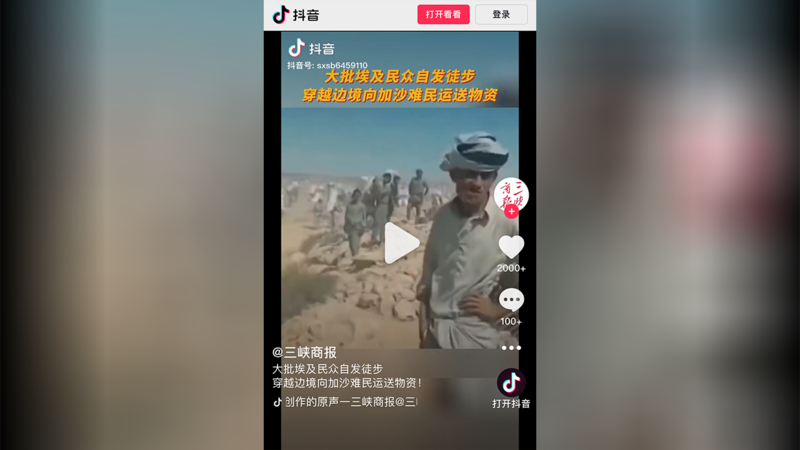 抖音
打开看看
登录
抖音
抖音号: sxsb6459110
大批埃及民众自发徒步
穿越边境向加沙难民运送物资
三峡商报
2000+
100+
@三峡商报
大批埃及民众自发徒步
穿越边境向加沙难民运送物资!
创作的原声一三峡商报@三
打开抖音